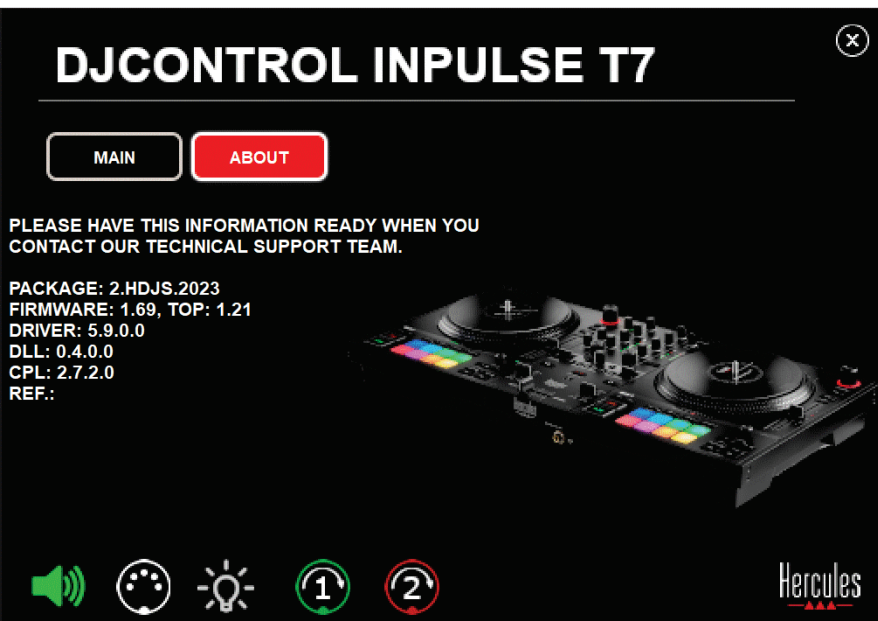 DJCONTROL INPULSE T7
MAIN
ABOUT
PLEASE HAVE THIS INFORMATION READY WHEN YOU
CONTACT OUR TECHNICAL SUPPORT TEAM.
PACKAGE: 2.HDJS.2023
FIRMWARE: 1.69, TOP: 1.21
DRIVER: 5.9.0.0
DLL: 0.4.0.0
CPL: 2.7.2.0
REF.:
1
2
Hercules